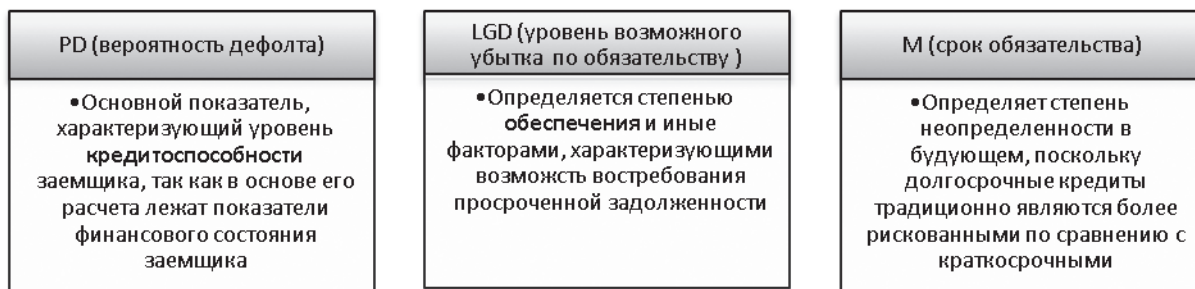 PD (вероятность дефолта)
•Основной показатель,
характеризующий уровень
кредитоспособности
заемщика, так как в основе его
расчета лежат показатели
финансового состояния
заемщика
LGD (уровень возможного
убытка по обязательству )
•Определяется степенью
обеспечения и иные
факторами, характеризующими
возможсть востребования
просроченной задолженности
М (срок обязательства)
•Определяет степень
неопределенности в
будующем, поскольку
долгосрочные кредиты
традиционно являются более
рискованными по сравнению с
краткосрочными